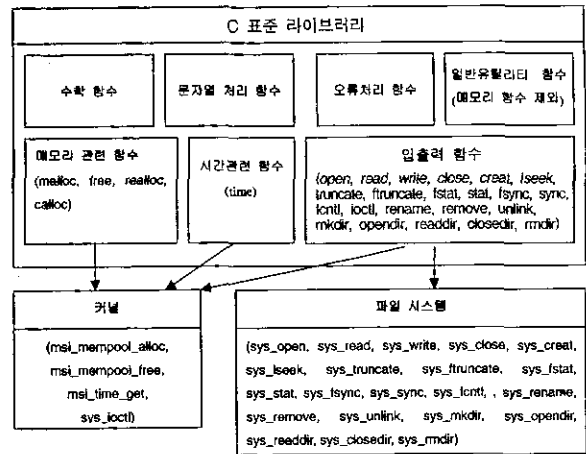 C 표준 라이브러리
수학 함수
문자열 처리 함수
오류처리 함수
일반유틸리티 함수
(메모리 함수 제외)
메모리 관련 함수
(malloc, free, realloc,
calloc)
시간관련 함수
(time)
입출력 함수
(open, read, write, close, creat, lseek,
truncate, ftruncate, fstat, stat, fsync, sync,
fcntl, ioctl, rename, remove, unlink,
mkdir, opendir, readdir, closedir, rmdir)
커널
(msi_mempool_alloc,
msi_mempool_free,
msi_time_get,
sys_ioctl)
파일 시스템
(sys_open, sys_read, sys_write, sys_close, sys_creat,
sys_lseek, sys_truncate, sys_ftruncate, sys_fstat,
sys_stat, sys_fsync, sys_sync, sys_fcntl, , sys_rename,
sys_remove, sys_unlink, sys_mkdir, sys_opendir,
sys_readdir, sys_closedir, sys_rmdir)